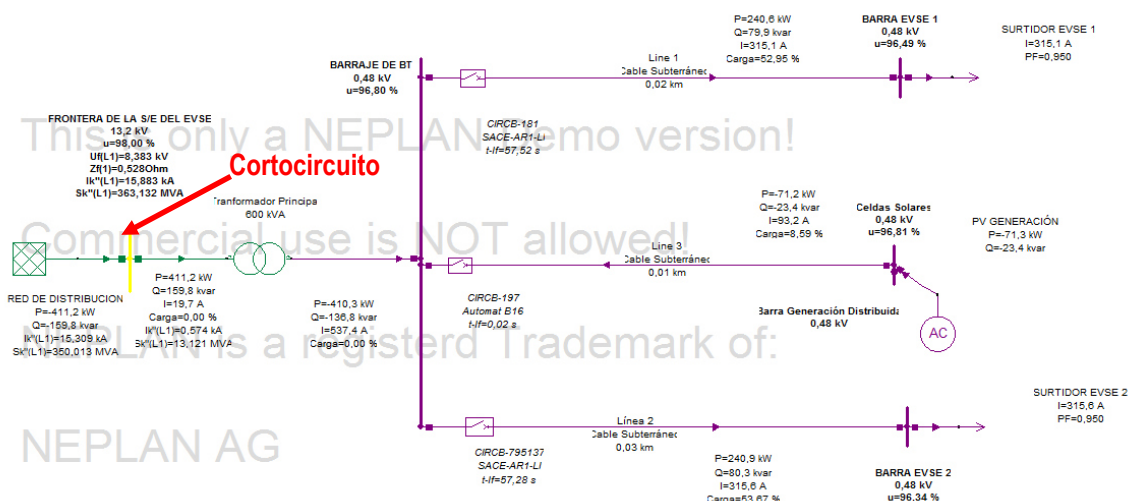 P=240,6 kW
Q=79,9 kvar
I=315,1 A
Carga=52,95 %
BARRA EVSE 1
0,48 kV
u=96,49 %
SURTIDOR EVSE 1
I=315,1 A
PF=0,950
BARRAJE DE BT
0,48 kV
u=96,80 %
Line 1
Cable Subterráneo
0,02 km
CIRCB-181
SACE-AR1-LI
t-If=57,52 s
This is only a NEPLAN Demo version!
FRONTERA DE LA S/E DEL EVSE
13,2 kV
u=98,00 %
Uf(L1)=8,383 kV
Zf(1)=0,528Ohm
Ik"(L1)=15,883 kA
Sk"(L1)=363,132 MVA
Cortocircuito
Tranformador Principa
600 kVA
Commercial use is NOT allowed!
P=-71,2 kW
Q=-23,4 kvar
I=93,2 A
Carga=8,59 %
Celdas Solares
0,48 kV
u=96,81 %
PV GENERACIÓN
P=-71,3 kW
Q=-23,4 kvar
Line 3
Cable Subterráneo
0,01 km
RED DE DISTRIBUCION
P=-411,2 kW
Q=-159,8 kvar
Ik"(L1)=15,309 kA
Sk"(L1)=350,013 MVA
P=411,2 kW
Q=159,8 kvar
I=19,7 A
Carga=0,00 %
Ik"(L1)=0,574 kA
Sk"(L1)=13,121 MVA
P=-410,3 kW
Q=-136,8 kvar
I=537,4 A
Carga=0,00 %
CIRCB-197
Automat B16
t-If=0,02 s
Barra Generación Distribuida
0,48 kV
AC
NEPLAN is a registerd Trademark of:
NEPLAN AG
Línea 2
Cable Subterráneo
0,03 km
CIRCB-795137
SACE-AR1-LI
t-If=57,28 s
P=240,9 kW
Q=80,3 kvar
I=315,6 A
Carga=53,67 %
BARRA EVSE 2
0,48 kV
u=96,34 %
SURTIDOR EVSE 2
I=315,6 A
PF=0,950